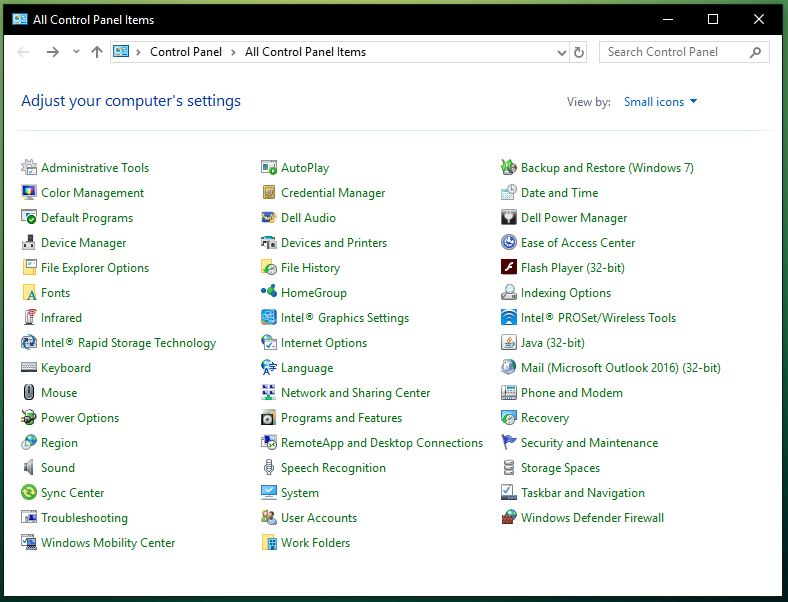 All Control Panel Items
Control Panel > All Control Panel Items
Search Control Panel
Adjust your computer's settings
View by: Small icons
Administrative Tools AutoPlay Backup and Restore (Windows 7)
Color Management Credential Manager Date and Time
Default Programs Dell Audio Dell Power Manager
Device Manager Devices and Printers Ease of Access Center
File Explorer Options File History Flash Player (32-bit)
Fonts HomeGroup Indexing Options
Infrared Intel® Graphics Settings Intel® PROSet/Wireless Tools
Intel® Rapid Storage Technology Internet Options Java (32-bit)
Keyboard Language Mail (Microsoft Outlook 2016) (32-bit)
Mouse Network and Sharing Center Phone and Modem
Power Options Programs and Features Recovery
Region RemoteApp and Desktop Connections Security and Maintenance
Sound Speech Recognition Storage Spaces
Sync Center System Taskbar and Navigation
Troubleshooting User Accounts Windows Defender Firewall
Windows Mobility Center Work Folders